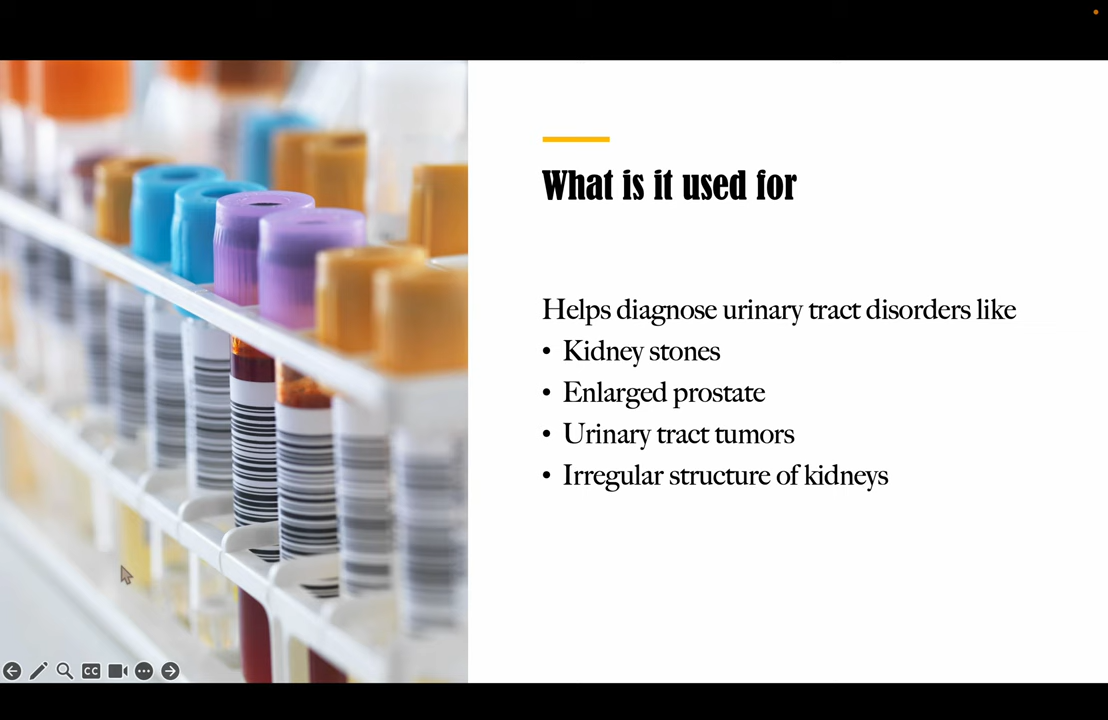 What is it used for
Helps diagnose urinary tract disorders like
• Kidney stones
• Enlarged prostate
• Urinary tract tumors
• Irregular structure of kidneys
CC